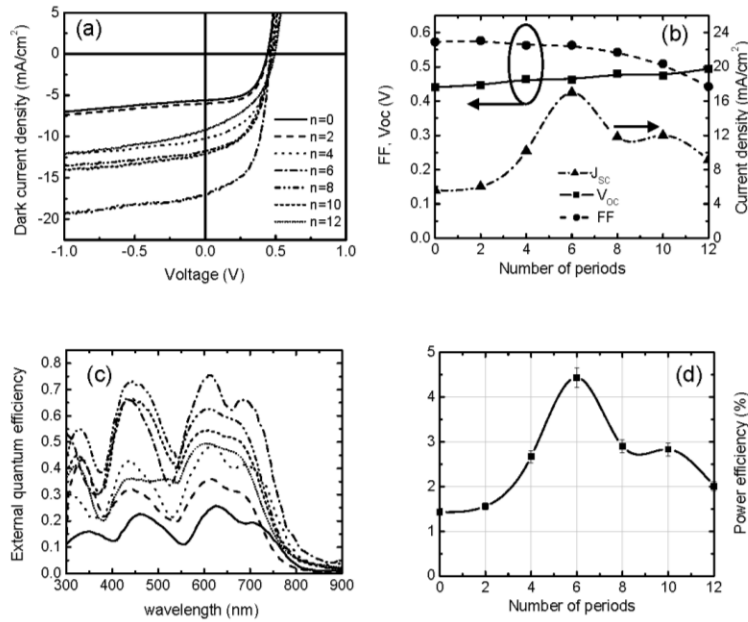 (a)
5
0
-5
-10
-15
-20
Dark current density (mA/cm²)
n=0
n=2
n=4
n=6
n=8
n=10
n=12
-1.0 -0.5 0.0 0.5 1.0
Voltage (V)
(b)
0.6
0.5
0.4
0.3
0.2
0.1
0.0
FF, Voc (V)
24
20
16
12
8
4
0
Current density (mA/cm²)
J_SC
V_OC
FF
0 2 4 6 8 10 12
Number of periods
(c)
0.8
0.7
0.6
0.5
0.4
0.3
0.2
0.1
0.0
External quantum efficiency
300 400 500 600 700 800 900
wavelength (nm)
(d)
5
4
3
2
1
0
Power efficiency (%)
0 2 4 6 8 10 12
Number of periods